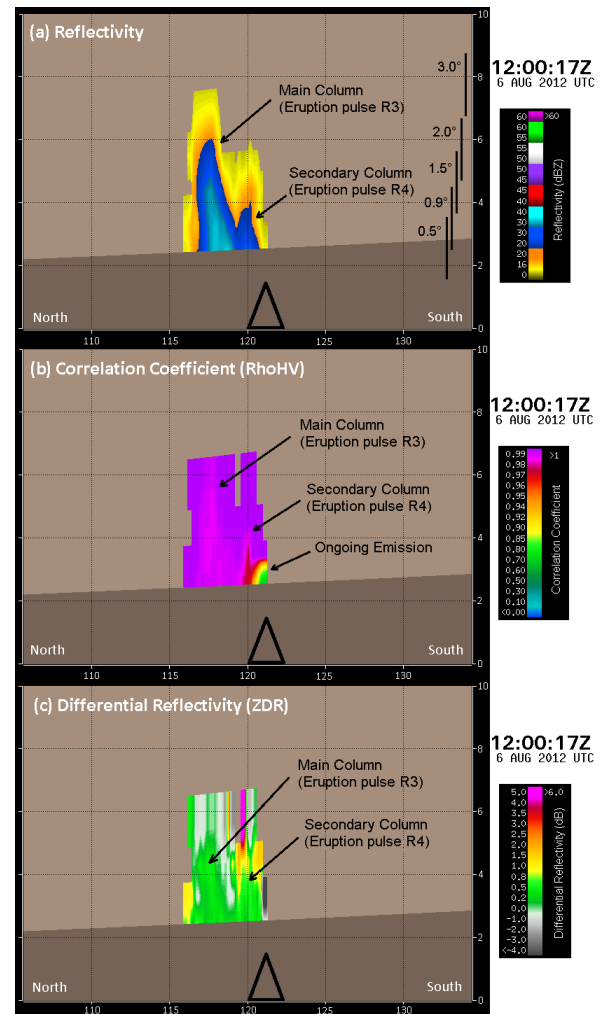 (a) Reflectivity
10
8
6
4
2
0
3.0°
2.0°
1.5°
0.9°
0.5°
Main Column
(Eruption pulse R3)
Secondary Column
(Eruption pulse R4)
North
South
110
115
120
125
130
12:00:17Z
6 AUG 2012 UTC
60
>60
60
55
55
50
50
45
45
40
40
30
30
20
20
16
0
Reflectivity (dBZ)
(b) Correlation Coefficient (RhoHV)
10
8
6
4
2
0
Main Column
(Eruption pulse R3)
Secondary Column
(Eruption pulse R4)
Ongoing Emission
North
South
110
115
120
125
130
12:00:17Z
6 AUG 2012 UTC
0.99
>1
0.99
0.98
0.97
0.96
0.94
0.92
0.90
0.85
0.80
0.70
0.50
0.30
0.10
<0.00
Correlation Coefficient
(c) Differential Reflectivity (ZDR)
10
8
6
4
2
0
Main Column
(Eruption pulse R3)
Secondary Column
(Eruption pulse R4)
North
South
110
115
120
125
130
12:00:17Z
6 AUG 2012 UTC
5.0
>6.0
4.0
3.5
3.0
2.5
2.0
1.5
1.0
0.8
0.5
0.2
0.0
-1.0
-2.0
-3.0
<-4.0
Differential Reflectivity (dB)